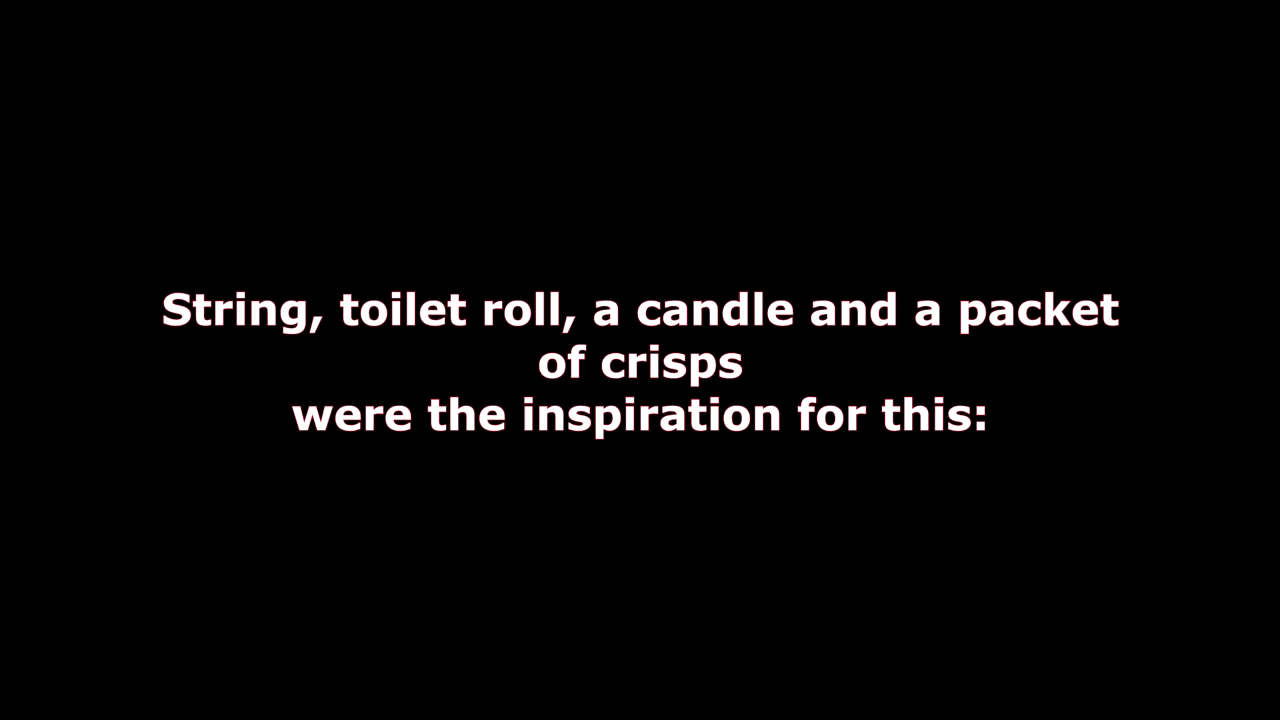 String, toilet roll, a candle and a packet
of crisps
were the inspiration for this: